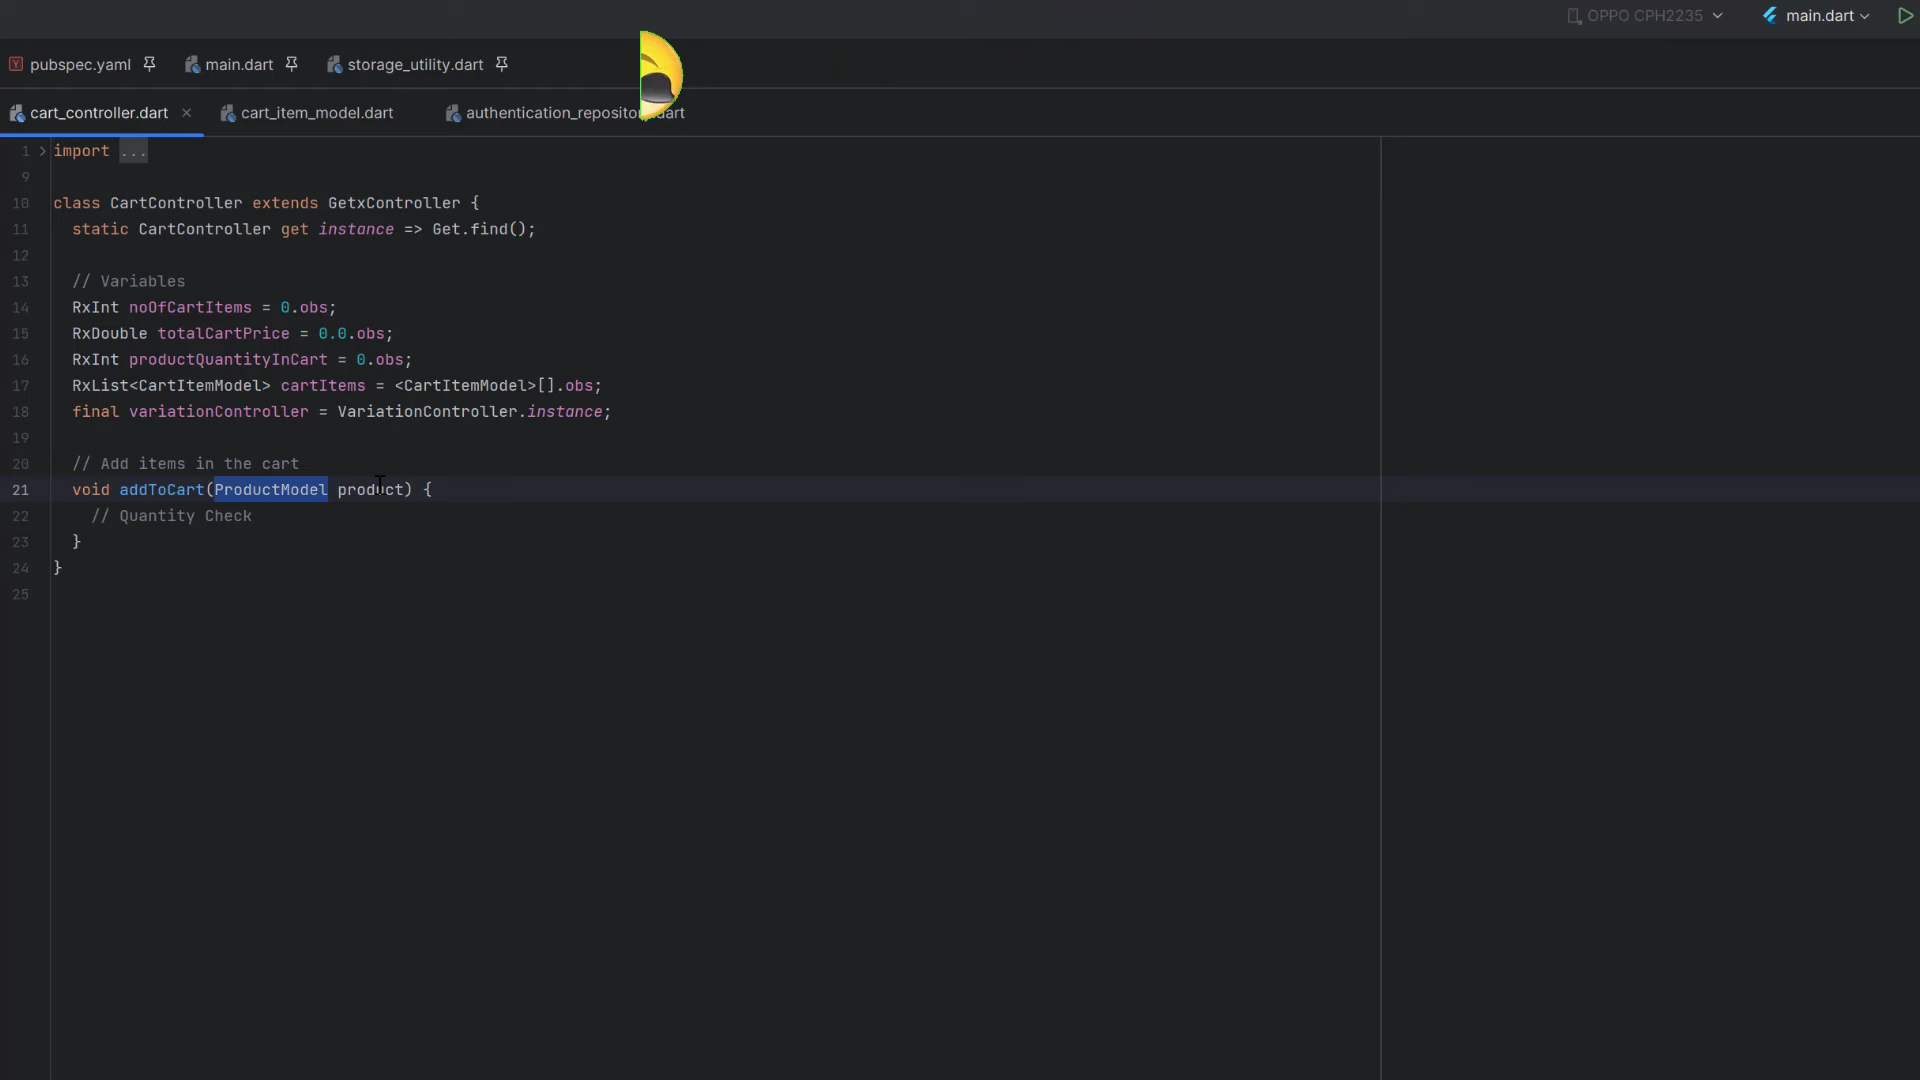 OPPO CPH2235 main.dart
pubspec.yaml main.dart storage_utility.dart
cart_controller.dart cart_item_model.dart authentication_reposito dart
1 import ...
9
10 class CartController extends GetxController {
11 static CartController get instance => Get.find();
12
13 // Variables
14 RxInt noOfCartItems = 0.obs;
15 RxDouble totalCartPrice = 0.0.obs;
16 RxInt productQuantityInCart = 0.obs;
17 RxList<CartItemModel> cartItems = <CartItemModel>[].obs;
18 final variationController = VariationController.instance;
19
20 // Add items in the cart
21 void addToCart(ProductModel product) {
22 // Quantity Check
23 }
24 }
25